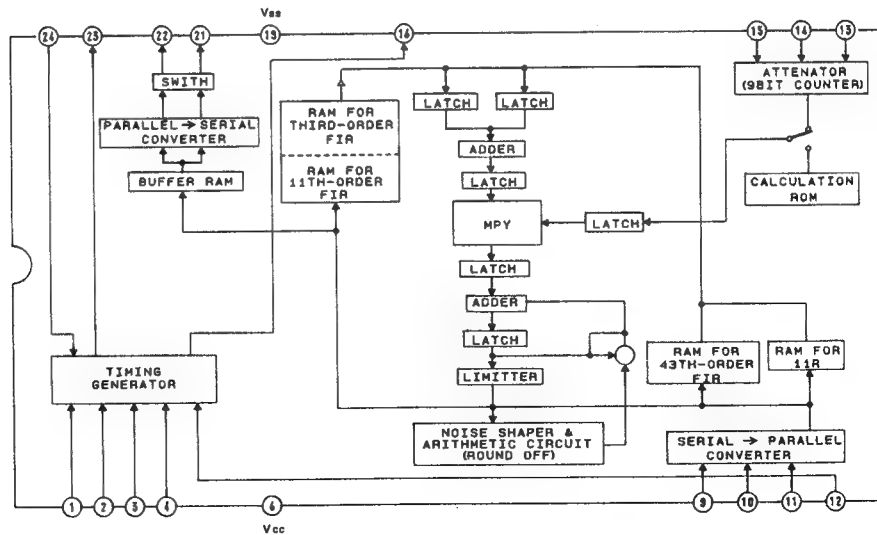 Vss
24 23 22 21 19 16 15 14 13
SWITH
PARALLEL → SERIAL
CONVERTER
BUFFER RAM
RAM FOR
THIRD-ORDER
FIR
RAM FOR
11TH-ORDER
FIR
LATCH LATCH
ADDER
LATCH
MPY
LATCH
LATCH
ADDER
LATCH
LIMITTER
NOISE SHAPER &
ARITHMETIC CIRCUIT
(ROUND OFF)
ATTENATOR
(9BIT COUNTER)
CALCULATION
ROM
TIMING
GENERATOR
RAM FOR
43TH-ORDER
FIR
RAM FOR
11R
SERIAL → PARALLEL
CONVERTER
1 2 3 4 6 9 10 11 12
Vcc